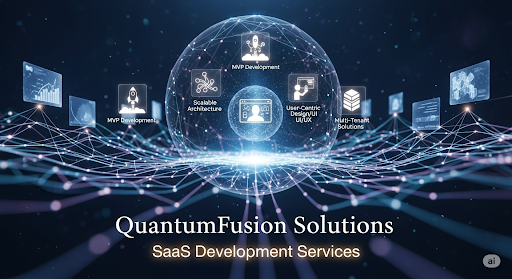 MVP Development
MVP Development
Scalable
Architecture
User-Centric
Design/UI
UI/UX
Multi-Tenant
Solutions
QuantumFusion Solutions
SaaS Development Services
ai